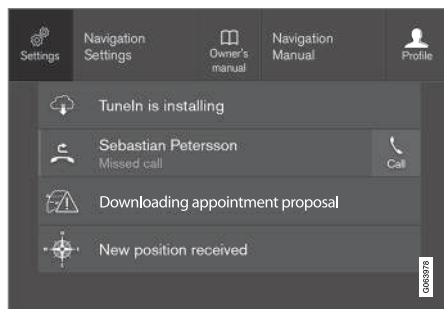 Settings
Navigation
Settings
Owner's
manual
Navigation
Manual
Profile
TuneIn is installing
Sebastian Petersson
Missed call
Call
Downloading appointment proposal
New position received
G063978